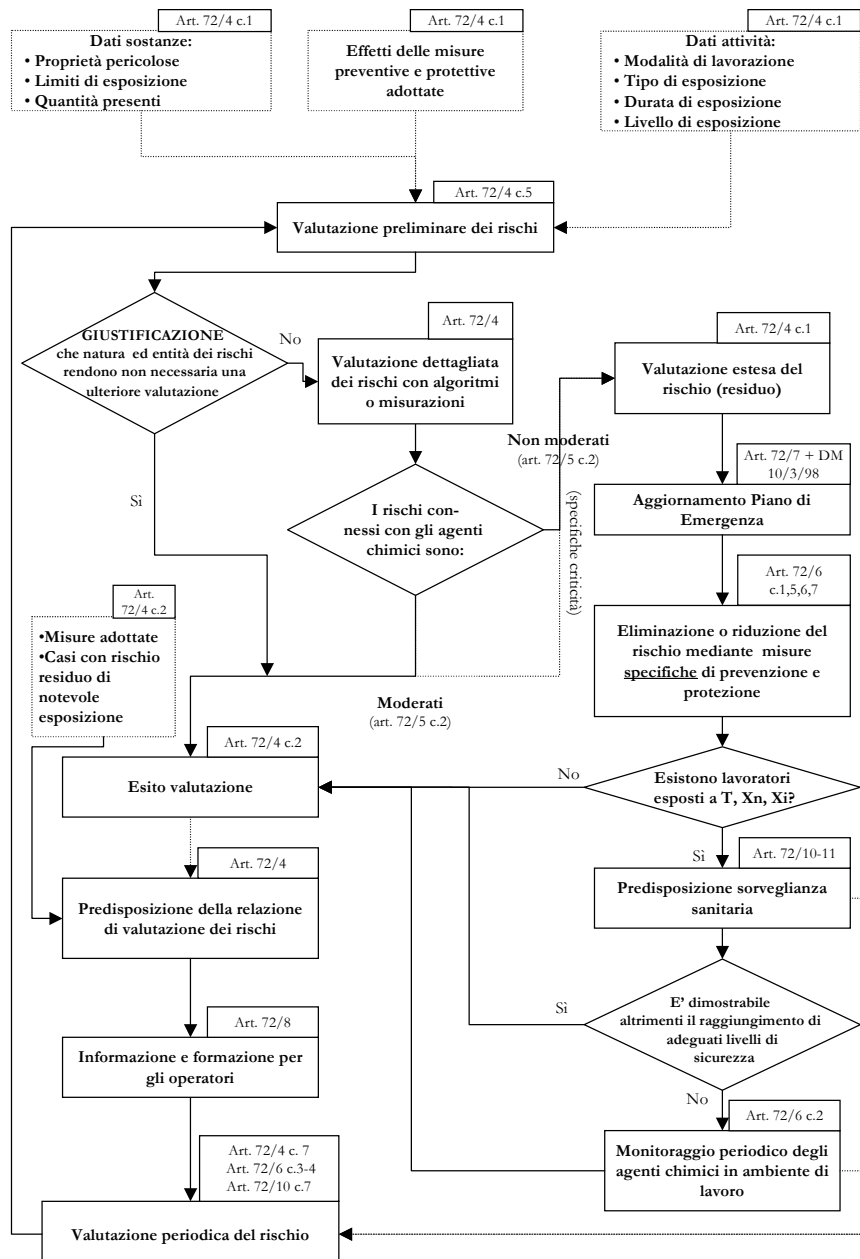 Art. 72/4 c.1
Dati sostanze:
• Proprietà pericolose
• Limiti di esposizione
• Quantità presenti
Art. 72/4 c.1
Effetti delle misure
preventive e protettive
adottate
Art. 72/4 c.1
Dati attività:
• Modalità di lavorazione
• Tipo di esposizione
• Durata di esposizione
• Livello di esposizione
Art. 72/4 c.5
Valutazione preliminare dei rischi
GIUSTIFICAZIONE
che natura ed entità dei rischi
rendono non necessaria una
ulteriore valutazione
No
Sì
Art. 72/4
Valutazione dettagliata
dei rischi con algoritmi
o misurazioni
Art. 72/4 c.1
Valutazione estesa del
rischio (residuo)
Non moderati
(art. 72/5 c.2)
(specifiche criticità)
I rischi con-
nessi con gli agenti
chimici sono:
Art. 72/7 + DM
10/3/98
Aggiornamento Piano di
Emergenza
Art. 72/6
c.1,5,6,7
Eliminazione o riduzione del
rischio mediante misure
specifiche di prevenzione e
protezione
Art.
72/4 c.2
•Misure adottate
•Casi con rischio
residuo di
notevole
esposizione
Moderati
(art. 72/5 c.2)
Art. 72/4 c.2
Esito valutazione
No
Esistono lavoratori
esposti a T, Xn, Xi?
Sì
Art. 72/10-11
Predisposizione sorveglianza
sanitaria
Art. 72/4
Predisposizione della relazione
di valutazione dei rischi
Sì
E' dimostrabile
altrimenti il raggiungimento di
adeguati livelli di
sicurezza
No
Art. 72/8
Informazione e formazione per
gli operatori
Art. 72/6 c.2
Monitoraggio periodico degli
agenti chimici in ambiente di
lavoro
Art. 72/4 c. 7
Art. 72/6 c.3-4
Art. 72/10 c.7
Valutazione periodica del rischio